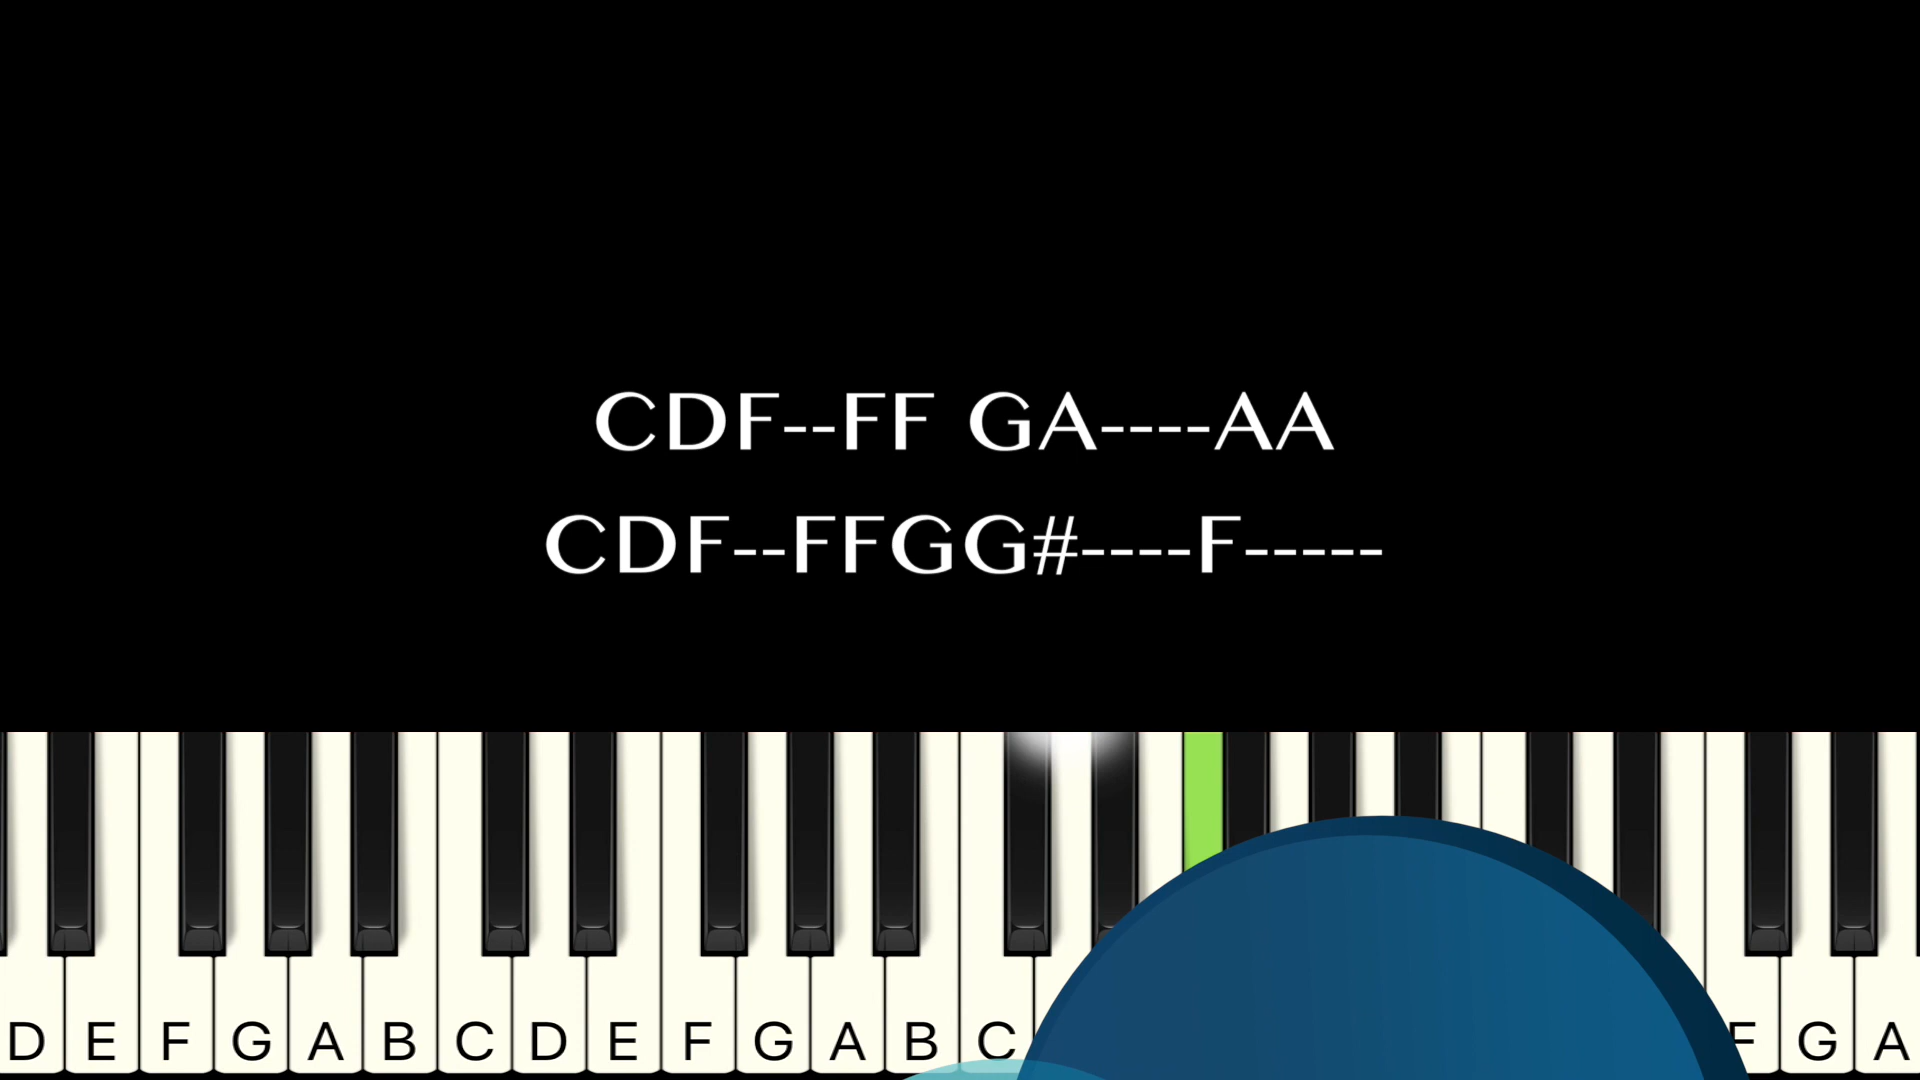 CDF--FF GA----AA
CDF--FFGG#----F-----
D E F G A B C D E F G A B C F G A